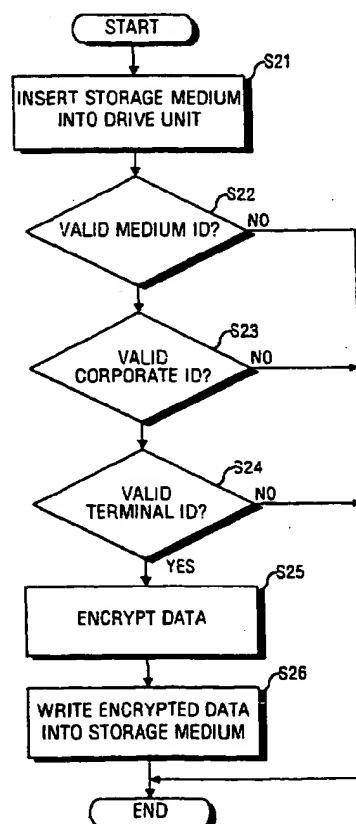 START
S21
INSERT STORAGE MEDIUM
INTO DRIVE UNIT
S22
VALID MEDIUM ID?
NO
S23
VALID
CORPORATE ID?
NO
S24
VALID
TERMINAL ID?
NO
YES
S25
ENCRYPT DATA
S26
WRITE ENCRYPTED DATA
INTO STORAGE MEDIUM
END